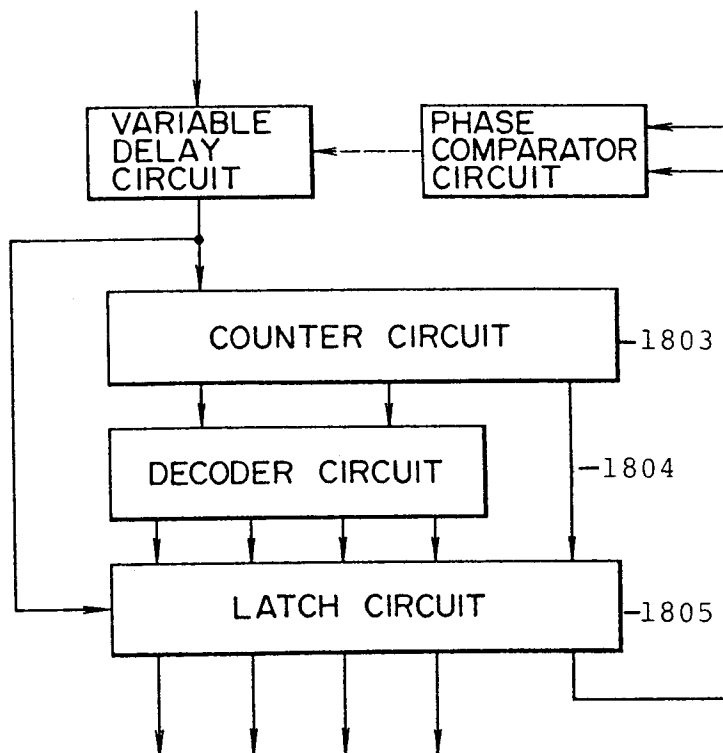 VARIABLE
DELAY
CIRCUIT
PHASE
COMPARATOR
CIRCUIT
COUNTER CIRCUIT
1803
DECODER CIRCUIT
1804
LATCH CIRCUIT
1805